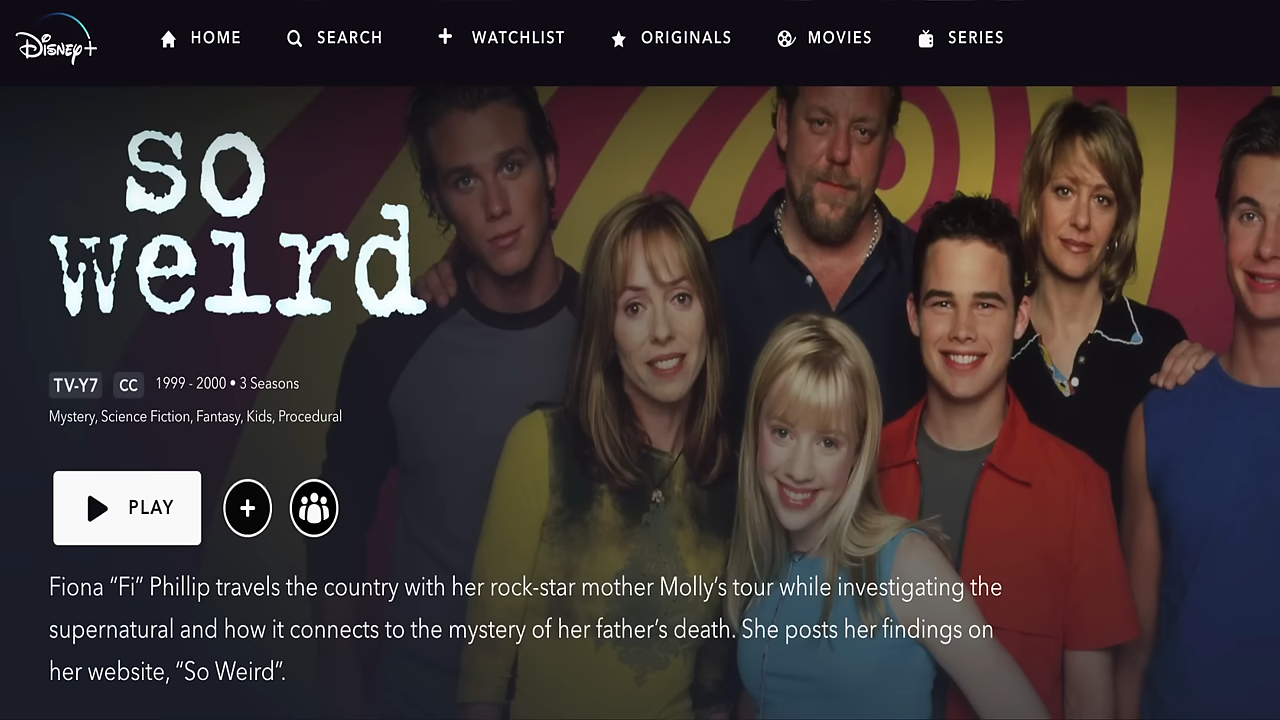 Disney+
HOME
SEARCH
WATCHLIST
ORIGINALS
MOVIES
SERIES
so
weird
TV-Y7 CC 1999 - 2000 • 3 Seasons
Mystery, Science Fiction, Fantasy, Kids, Procedural
PLAY
Fiona “Fi” Phillip travels the country with her rock-star mother Molly’s tour while investigating the
supernatural and how it connects to the mystery of her father’s death. She posts her findings on
her website, “So Weird”.